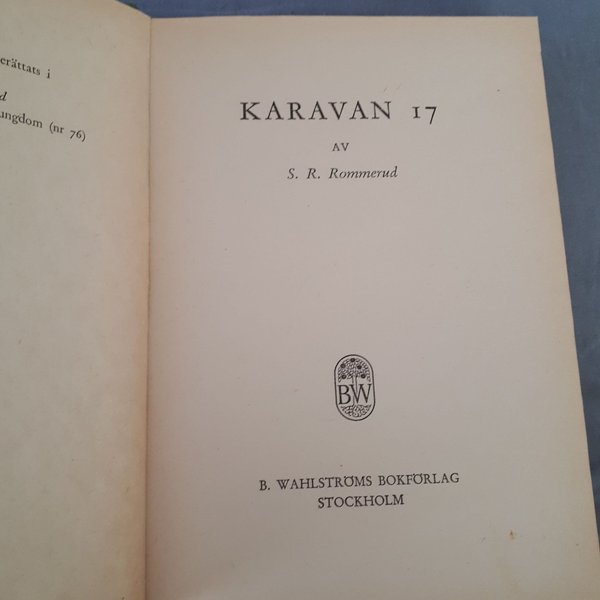 erättats i
d
ungdom (nr 76)
KARAVAN 17
AV
S. R. Rommerud
BW
B. WAHLSTRÖMS BOKFÖRLAG
STOCKHOLM